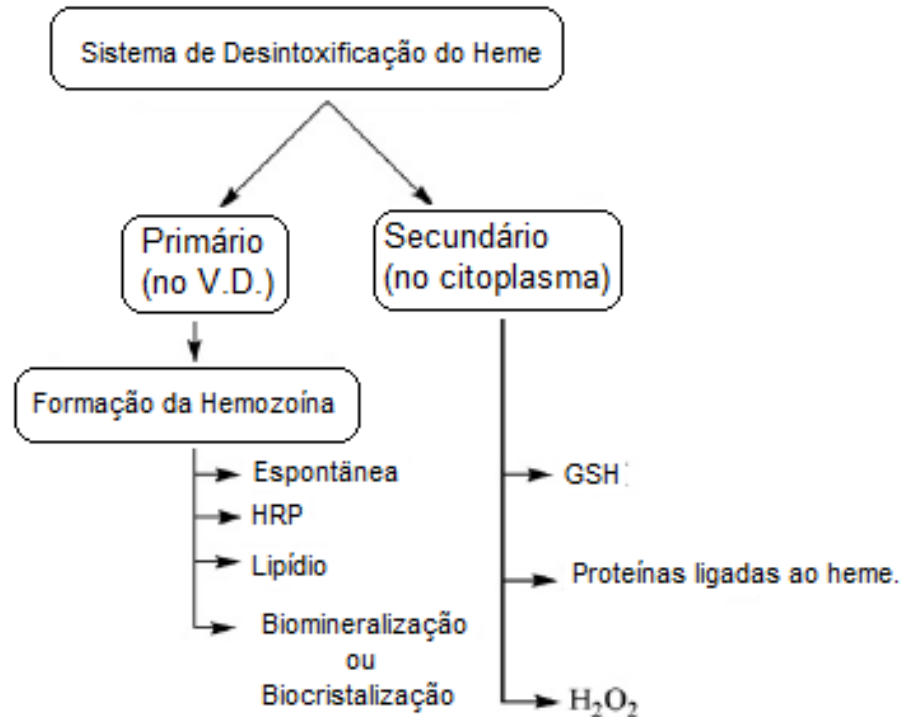 Sistema de Desintoxificação do Heme
Primário
(no V.D.)
Secundário
(no citoplasma)
Formação da Hemozoína
Espontânea
HRP
Lipídio
Biomineralização
ou
Biocristalização
GSH
Proteínas ligadas ao heme.
H₂O₂